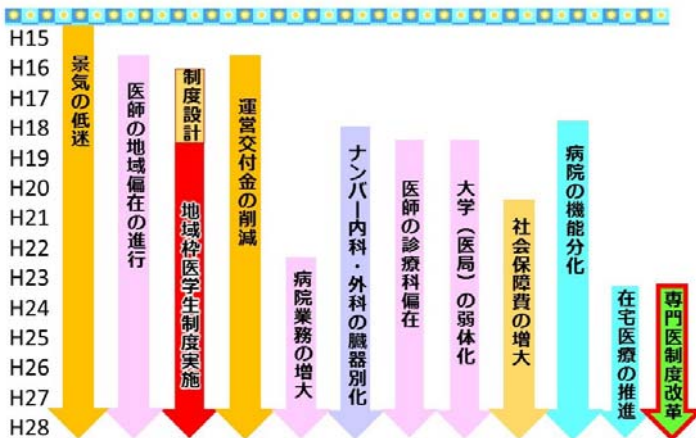 H15
H16
H17
H18
H19
H20
H21
H22
H23
H24
H25
H26
H27
H28
景気の低迷
医師の地域偏在の進行
制度設計
地域枠医学生制度実施
運営交付金の削減
病院業務の増大
ナンバー内科・外科の臓器別化
医師の診療科偏在
大学（医局）の弱体化
社会保障費の増大
病院の機能分化
在宅医療の推進
専門医制度改革